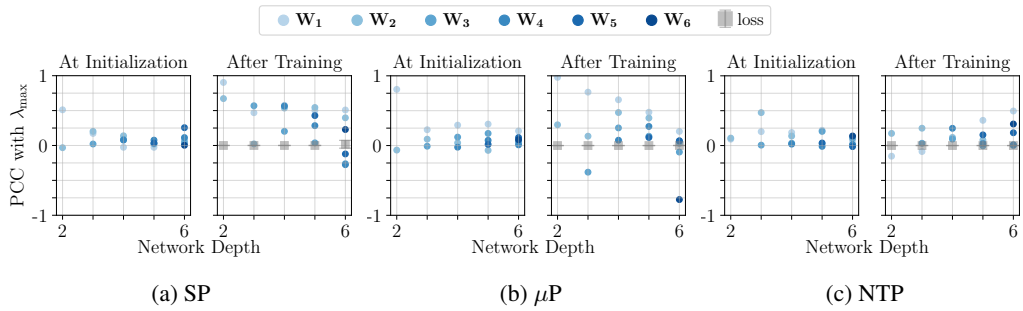 W₁ W₂ W₃ W₄ W₅ W₆ loss
At Initialization After Training At Initialization After Training At Initialization After Training
1 1 1
PCC with λmax
0 0 0
-1 -1 -1
2 6 2 6 2 6 2 6 2 6 2 6
Network Depth Network Depth Network Depth
(a) SP (b) μP (c) NTP